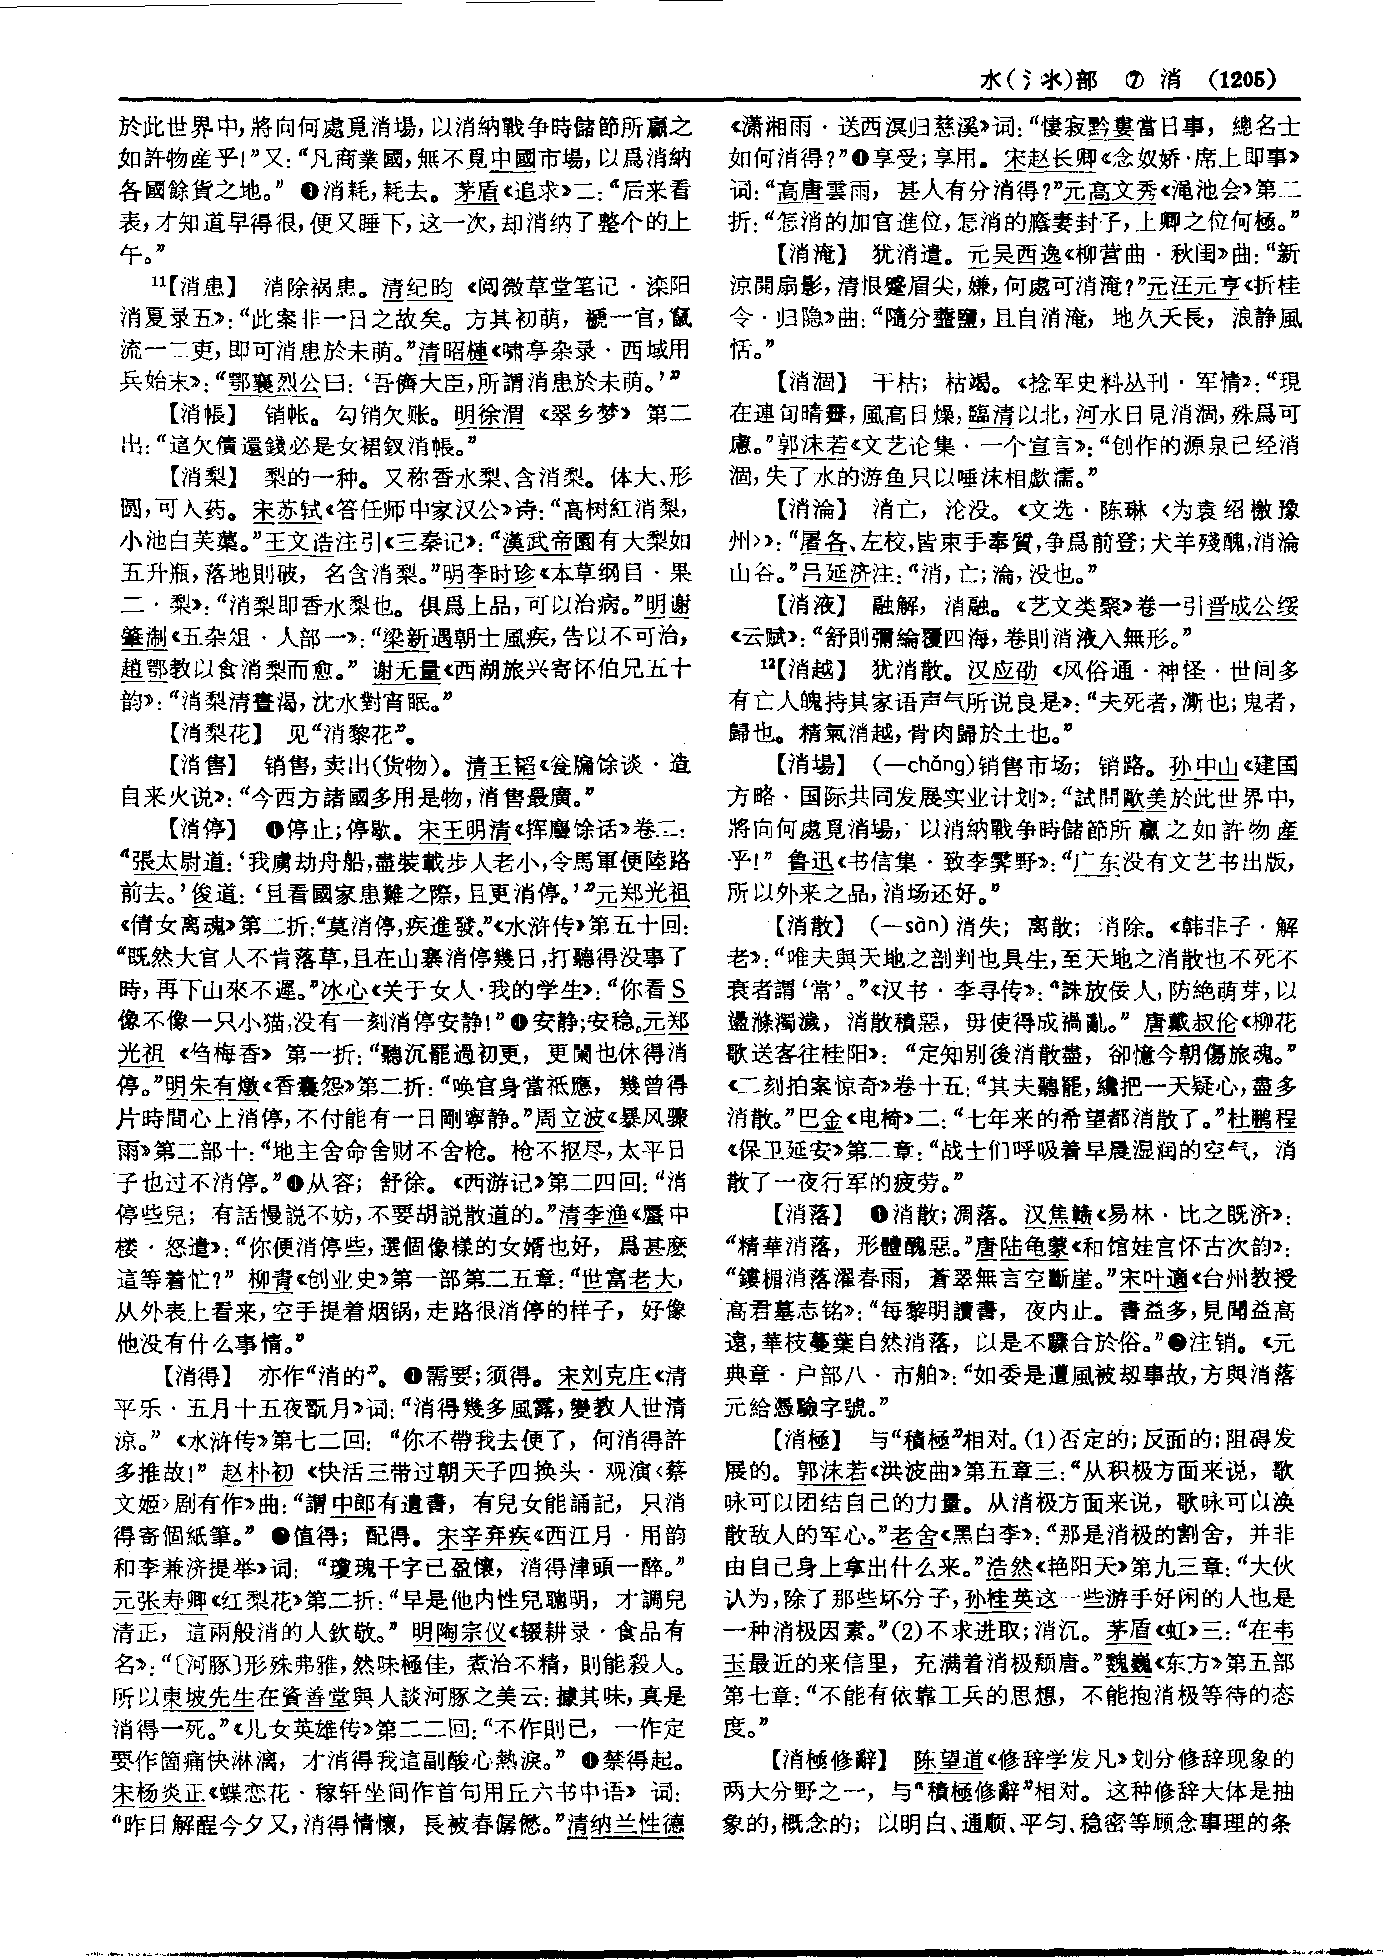 水(氵氺)部 ⑦ 消 (1205)
於此世界中,將向何處覓消場,以消納戰争時儲節所贏之
如許物産乎!”又:“凡商業國,無不覓中國市場,以爲消納
各國餘貨之地。” ❶消耗,耗去。茅盾《追求》二:“后来看
表,才知道早得很,便又睡下,这一次,却消纳了整个的上
午。”
¹¹【消患】 消除祸患。清纪昀《阅微草堂笔记·滦阳
消夏录五》:“此案非一日之故矣。方其初萌,褫一官,竄
流一二吏,即可消患於未萌。”清昭槤《啸亭杂录·西域用
兵始末》:“鄂襄烈公曰:‘吾儕大臣,所謂消患於未萌。’”
【消帳】 销帐。勾销欠账。明徐渭《翠乡梦》第二
出:“這欠債還錢必是女裙釵消帳。”
【消梨】 梨的一种。又称香水梨、含消梨。体大、形
圆,可入药。宋苏轼《答任师中家汉公》诗:“高树紅消梨,
小池白芙蕖。”王文诰注引《三秦记》:“漢武帝園有大梨如
五升瓶,落地則破,名含消梨。”明李时珍《本草纲目·果
二·梨》:“消梨即香水梨也。俱爲上品,可以治病。”明谢
肇淛《五杂俎·人部一》:“梁新遇朝士風疾,告以不可治,
趙鄂教以食消梨而愈。” 谢无量《西湖旅兴寄怀伯兄五十
韵》:“消梨清晝渴,沈水對宵眠。”
【消梨花】 见“消黎花”。
【消售】 销售,卖出(货物)。清王韬《瓮牖馀谈·造
自来火说》:“今西方諸國多用是物,消售最廣。”
【消停】 ❶停止;停歇。宋王明清《挥麈馀话》卷二:
“張太尉道:‘我虜劫舟船,盡裝載步人老小,令馬軍便陸路
前去。’俊道:‘且看國家患難之際,且更消停。’”元郑光祖
《倩女离魂》第二折:“莫消停,疾進發。”《水浒传》第五十回:
“既然大官人不肯落草,且在山寨消停幾日,打聽得没事了
時,再下山來不遲。”冰心《关于女人·我的学生》:“你看S
像不像一只小猫,没有一刻消停安静!”❷安静;安稳。元郑
光祖《㑇梅香》第一折:“聽沉罷過初更,更闌也休得消
停。”明朱有燉《香囊怨》第二折:“唤官身當祗應,幾曾得
片時間心上消停,不付能有一日剛寧静。”周立波《暴风骤
雨》第二部十:“地主舍命舍财不舍枪。枪不抠尽,太平日
子也过不消停。”❸从容;舒徐。《西游记》第二四回:“消
停些兒;有話慢説不妨,不要胡説散道的。”清李渔《蜃中
楼·怒遣》:“你便消停些,選個像樣的女婿也好,爲甚麽
這等着忙?” 柳青《创业史》第一部第二五章:“世富老大,
从外表上看来,空手提着烟锅,走路很消停的样子,好像
他没有什么事情。”
【消得】 亦作“消的”。❶需要;须得。宋刘克庄《清
平乐·五月十五夜翫月》词:“消得幾多風露,變教人世清
涼。”《水浒传》第七二回:“你不帶我去便了,何消得許
多推故!” 赵朴初《快活三带过朝天子四换头·观演〈蔡
文姬〉剧有作》曲:“謂中郎有遺書,有兒女能誦記,只消
得寄個紙筆。” ❷值得;配得。宋辛弃疾《西江月·用韵
和李兼济提举》词:“瓊瑰千字已盈懷,消得津頭一醉。”
元张寿卿《红梨花》第二折:“早是他内性兒聰明,才調兒
清正,這兩般消的人欽敬。” 明陶宗仪《辍耕录·食品有
名》:“〔河豚〕形殊弗雅,然味極佳,煮治不精,則能殺人。
所以東坡先生在資善堂與人談河豚之美云:據其味,真是
消得一死。”《儿女英雄传》第二二回:“不作則已,一作定
要作箇痛快淋漓,才消得我這副酸心熱淚。” ❸禁得起。
宋杨炎正《蝶恋花·稼轩坐间作首句用丘六书中语》词:
“昨日解酲今夕又,消得情懷,長被春僝僽。”清纳兰性德
《潇湘雨·送西溟归慈溪》词:“悽寂黔婁當日事,總名士
如何消得?”❹享受;享用。宋赵长卿《念奴娇·席上即事》
词:“高唐雲雨,甚人有分消得?”元高文秀《渑池会》第二
折:“怎消的加官進位,怎消的廕妻封子,上卿之位何極。”
【消淹】 犹消遣。元吴西逸《柳营曲·秋闺》曲:“新
涼開扇影,清恨蹙眉尖,嫌,何處可消淹?”元汪元亨《折桂
令·归隐》曲:“隨分虀鹽,且自消淹,地久天長,浪静風
恬。”
【消涸】 干枯;枯竭。《捻军史料丛刊·军情》:“現
在連旬晴霽,風高日燥,臨清以北,河水日見消涸,殊爲可
慮。”郭沫若《文艺论集·一个宣言》:“创作的源泉已经消
涸,失了水的游鱼只以唾沫相歔濡。”
【消淪】 消亡,沦没。《文选·陈琳〈为袁绍檄豫
州〉》:“屠各、左校,皆束手奉質,争爲前登;犬羊殘醜,消淪
山谷。”吕延济注:“消,亡;淪,没也。”
【消液】 融解,消融。《艺文类聚》卷一引晋成公绥
《云赋》:“舒則彌綸覆四海,卷則消液入無形。”
¹²【消越】 犹消散。汉应劭《风俗通·神怪·世间多
有亡人魄持其家语声气所说良是》:“夫死者,澌也;鬼者,
歸也。精氣消越,骨肉歸於土也。”
【消場】 (—chǎng)销售市场;销路。孙中山《建国
方略·国际共同发展实业计划》:“試問歐美於此世界中,
將向何處覓消場,以消納戰争時儲節所贏之如許物産
乎!” 鲁迅《书信集·致李霁野》:“广东没有文艺书出版,
所以外来之品,消场还好。”
【消散】 (—sàn)消失;离散;消除。《韩非子·解
老》:“唯夫與天地之剖判也具生,至天地之消散也不死不
衰者謂‘常’。”《汉书·李寻传》:“誅放佞人,防絶萌芽,以
盪滌濁濊,消散積惡,毋使得成禍亂。” 唐戴叔伦《柳花
歌送客往桂阳》:“定知别後消散盡,卻憶今朝傷旅魂。”
《二刻拍案惊奇》卷十五:“其夫聽罷,纔把一天疑心,盡多
消散。”巴金《电椅》二:“七年来的希望都消散了。”杜鹏程
《保卫延安》第二章:“战士们呼吸着早晨湿润的空气,消
散了一夜行军的疲劳。”
【消落】 ❶消散;凋落。汉焦赣《易林·比之既济》:
“精華消落,形體醜惡。”唐陆龟蒙《和馆娃宫怀古次韵》:
“鏤楣消落濯春雨,蒼翠無言空斷崖。”宋叶適《台州教授
高君墓志铭》:“每黎明讀書,夜内止。書益多,見聞益高
遠,華枝蔓葉自然消落,以是不驟合於俗。”❷注销。《元
典章·户部八·市舶》:“如委是遭風被刼事故,方與消落
元給憑驗字號。”
【消極】 与“積極”相对。(1)否定的;反面的;阻碍发
展的。郭沫若《洪波曲》第五章三:“从积极方面来说,歌
咏可以团结自己的力量。从消极方面来说,歌咏可以涣
散敌人的军心。”老舍《黑白李》:“那是消极的割舍,并非
由自己身上拿出什么来。”浩然《艳阳天》第九三章:“大伙
认为,除了那些坏分子,孙桂英这一些游手好闲的人也是
一种消极因素。”(2)不求进取;消沉。茅盾《虹》三:“在韦
玉最近的来信里,充满着消极颓唐。”魏巍《东方》第五部
第七章:“不能有依靠工兵的思想,不能抱消极等待的态
度。”
【消極修辭】 陈望道《修辞学发凡》划分修辞现象的
两大分野之一,与“積極修辭”相对。这种修辞大体是抽
象的,概念的;以明白、通顺、平匀、稳密等顾念事理的条